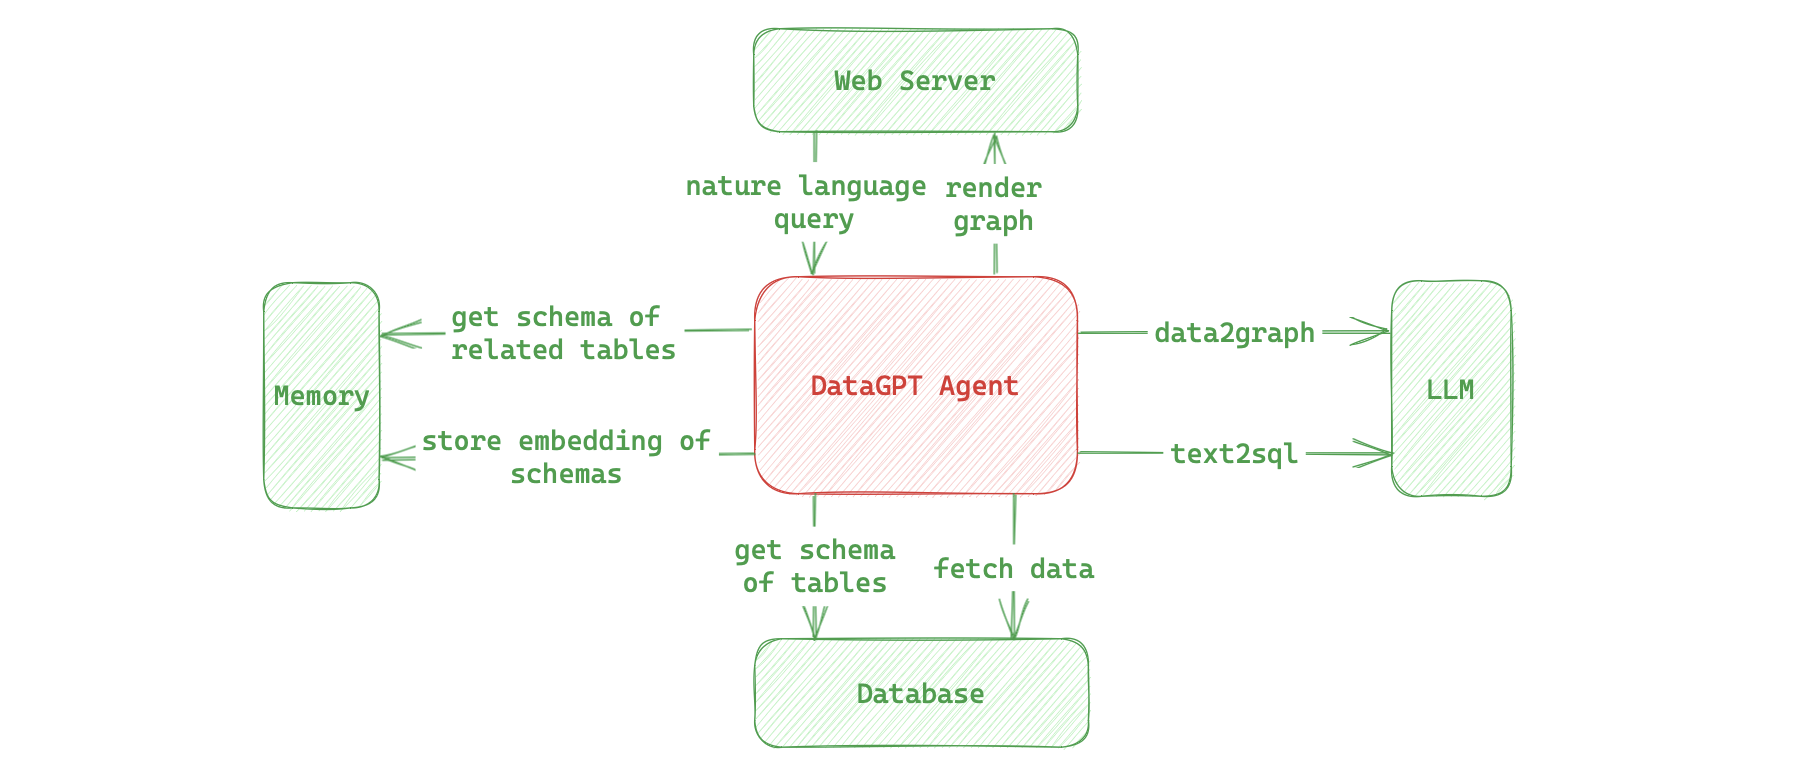 Web Server
nature language
query
render
graph
get schema of
related tables
data2graph
Memory
DataGPT Agent
LLM
store embedding of
schemas
text2sql
get schema
of tables
fetch data
Database